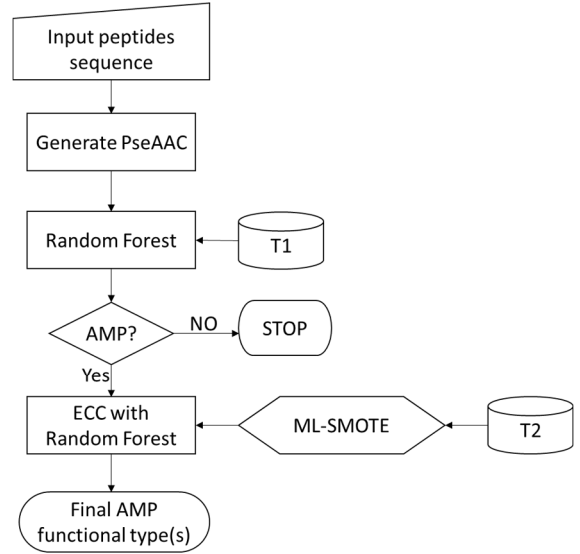 Input peptides
sequence
Generate PseAAC
Random Forest
T1
AMP?
NO
STOP
Yes
ECC with
Random Forest
ML-SMOTE
T2
Final AMP
functional type(s)